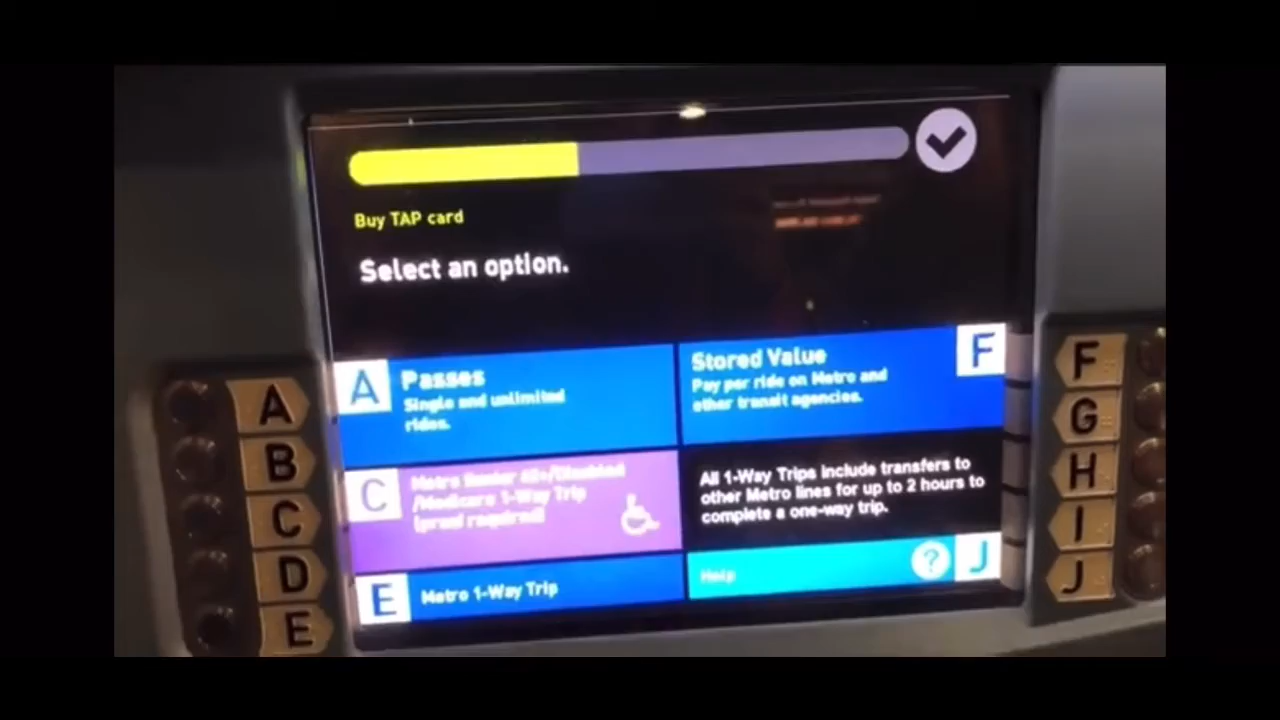 Buy TAP card
Select an option.
A
Passes
Single and unlimited
rides.
Stored Value
Pay per ride on Metro and
other transit agencies.
F
C
Metro Senior 62+/Disabled
/Medicare 1-Way Trip
(proof required)
All 1-Way Trips include transfers to
other Metro lines for up to 2 hours to
complete a one-way trip.
E
Metro 1-Way Trip
Help
?
J
A
B
C
D
E
F
G
H
I
J